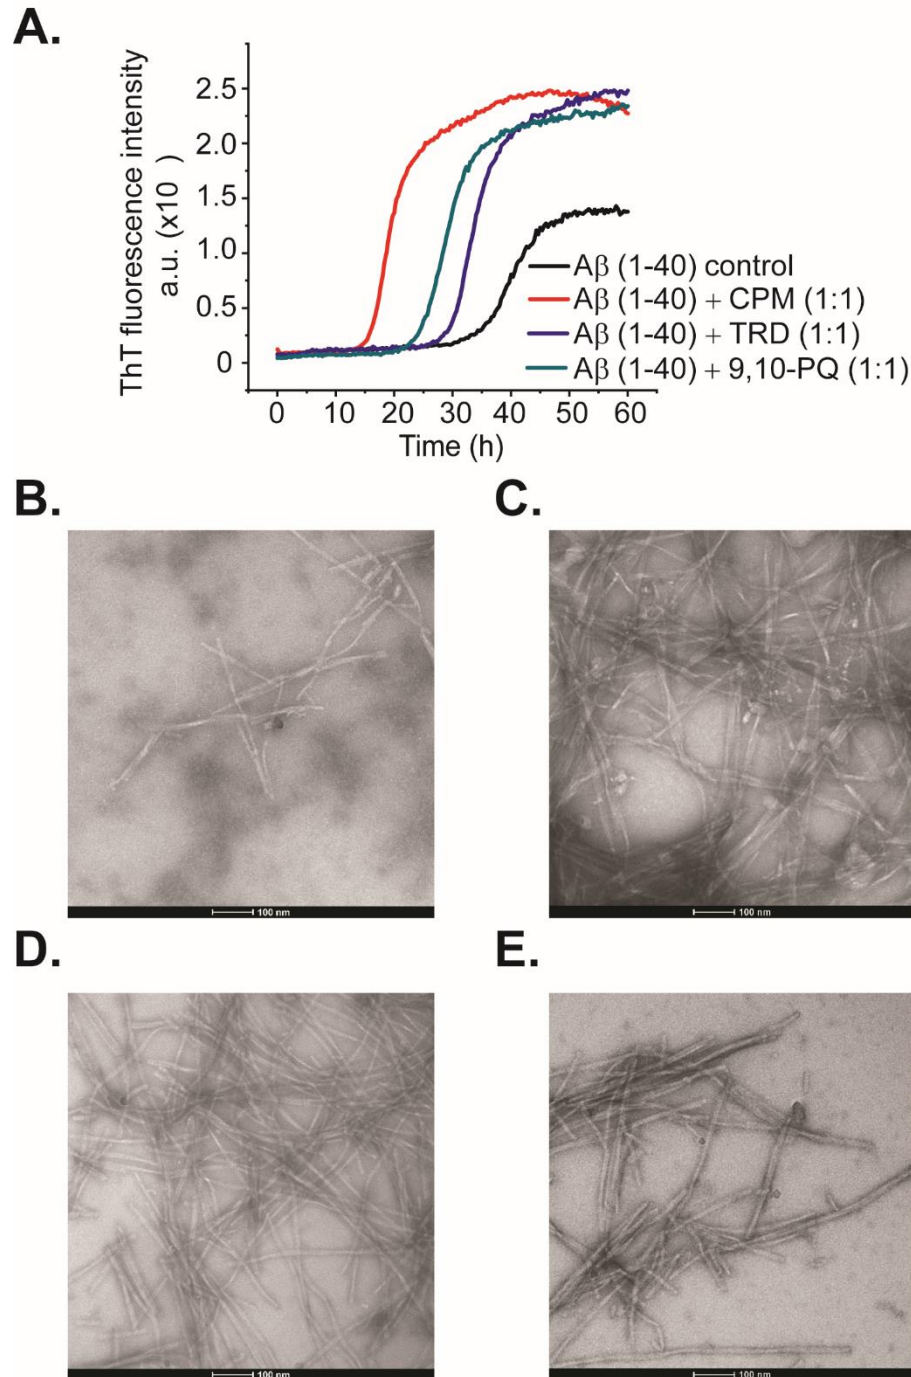 A.
ThT fluorescence intensity
a.u. (x10 )
2.5
2.0
1.5
1.0
0.5
0
0 10 20 30 40 50 60
Time (h)
Aβ (1-40) control
Aβ (1-40) + CPM (1:1)
Aβ (1-40) + TRD (1:1)
Aβ (1-40) + 9,10-PQ (1:1)
B.
C.
100 nm
100 nm
D.
E.
100 nm
100 nm